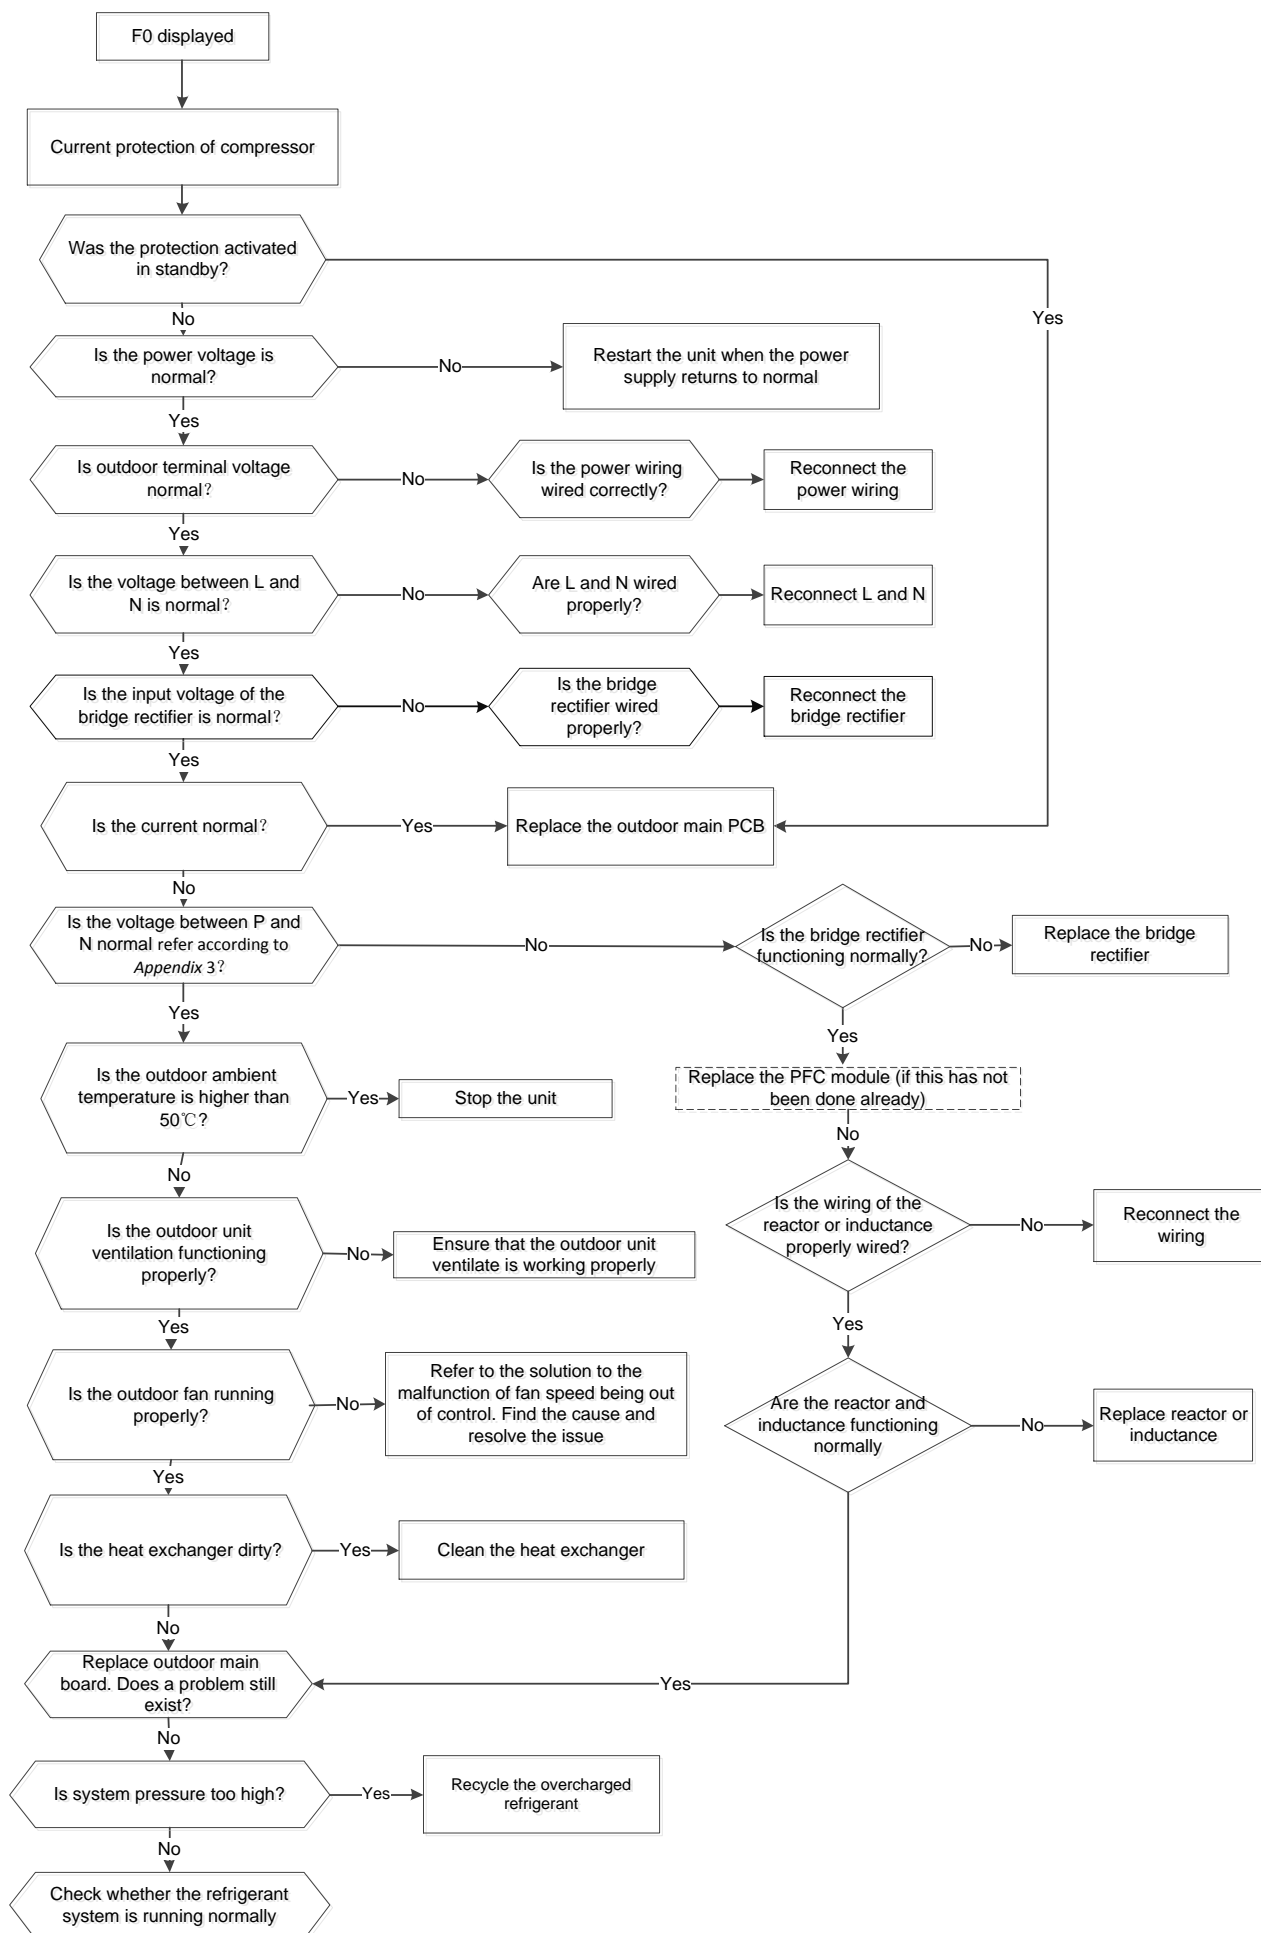 F0 displayed
Current protection of compressor
Was the protection activated
in standby?
Yes
No
Is the power voltage is
normal?
No
Restart the unit when the power
supply returns to normal
Yes
Is outdoor terminal voltage
normal？
No
Is the power wiring
wired correctly?
Reconnect the
power wiring
Yes
Is the voltage between L and
N is normal？
No
Are L and N wired
properly?
Reconnect L and N
Yes
Is the input voltage of the
bridge rectifier is normal？
No
Is the bridge
rectifier wired
properly?
Reconnect the
bridge rectifier
Yes
Is the current normal？
Yes
Replace the outdoor main PCB
No
Is the voltage between P and
N normal refer according to
Appendix 3？
No
Is the bridge rectifier
functioning normally?
No
Replace the bridge
rectifier
Yes
Yes
Replace the PFC module (if this has not
been done already)
Is the outdoor ambient
temperature is higher than
50℃?
Yes
Stop the unit
No
No
Is the wiring of the
reactor or inductance
properly wired?
No
Reconnect the
wiring
Is the outdoor unit
ventilation functioning
properly?
No
Ensure that the outdoor unit
ventilate is working properly
Yes
Yes
Is the outdoor fan running
properly?
No
Refer to the solution to the
malfunction of fan speed being out
of control. Find the cause and
resolve the issue
Are the reactor and
inductance functioning
normally
No
Replace reactor or
inductance
Yes
Is the heat exchanger dirty?
Yes
Clean the heat exchanger
No
Replace outdoor main
board. Does a problem still
exist?
Yes
No
Is system pressure too high?
Yes
Recycle the overcharged
refrigerant
No
Check whether the refrigerant
system is running normally